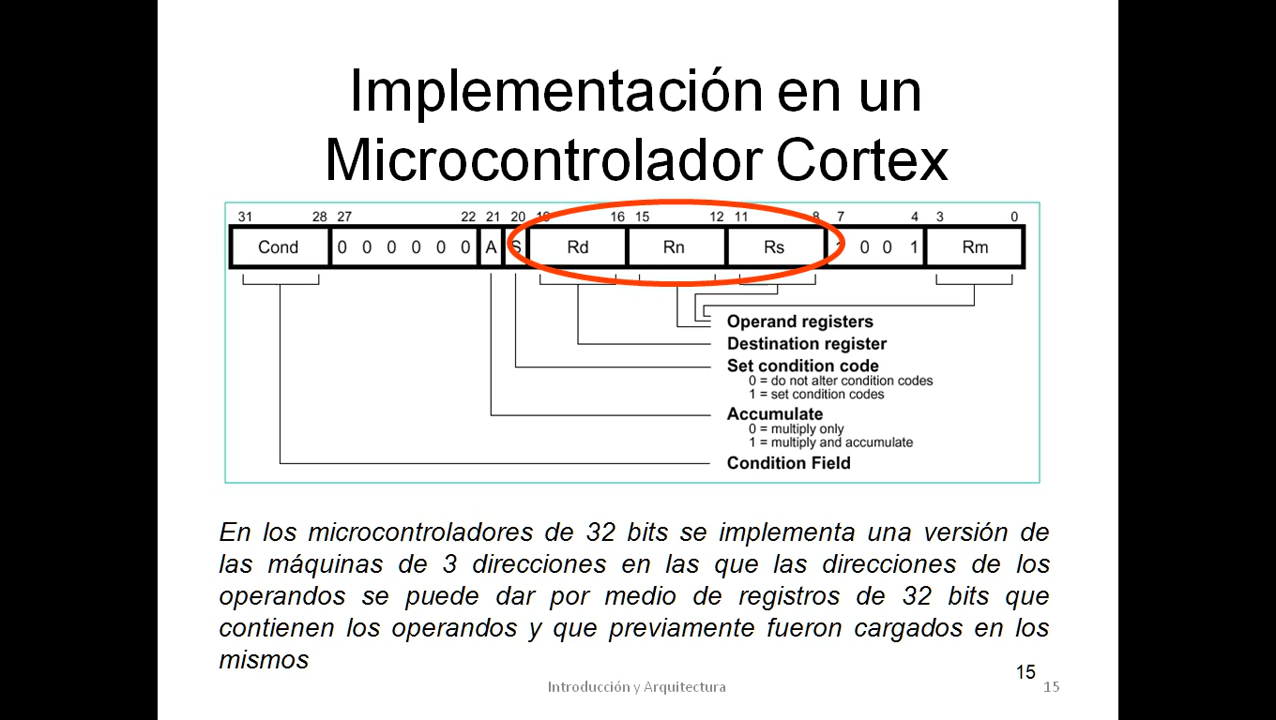 Implementación en un
Microcontrolador Cortex
31 28 27 22 21 20 19 16 15 12 11 8 7 4 3 0
Cond 0 0 0 0 0 0 A S Rd Rn Rs 1 0 0 1 Rm
Operand registers
Destination register
Set condition code
0 = do not alter condition codes
1 = set condition codes
Accumulate
0 = multiply only
1 = multiply and accumulate
Condition Field
En los microcontroladores de 32 bits se implementa una versión de
las máquinas de 3 direcciones en las que las direcciones de los
operandos se puede dar por medio de registros de 32 bits que
contienen los operandos y que previamente fueron cargados en los
mismos
15
Introducción y Arquitectura 15